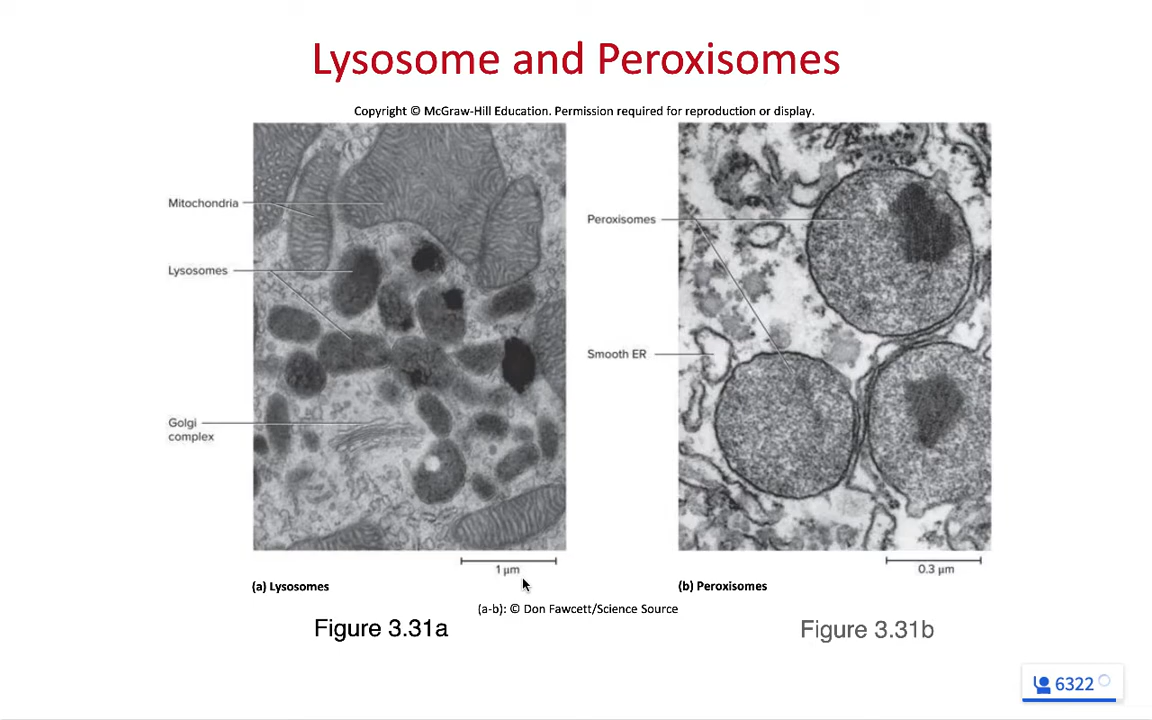 Lysosome and Peroxisomes
Copyright © McGraw-Hill Education. Permission required for reproduction or display.
Mitochondria
Lysosomes
Golgi
complex
1 µm
(a) Lysosomes
Peroxisomes
Smooth ER
0.3 µm
(b) Peroxisomes
(a-b): © Don Fawcett/Science Source
Figure 3.31a
Figure 3.31b
6322